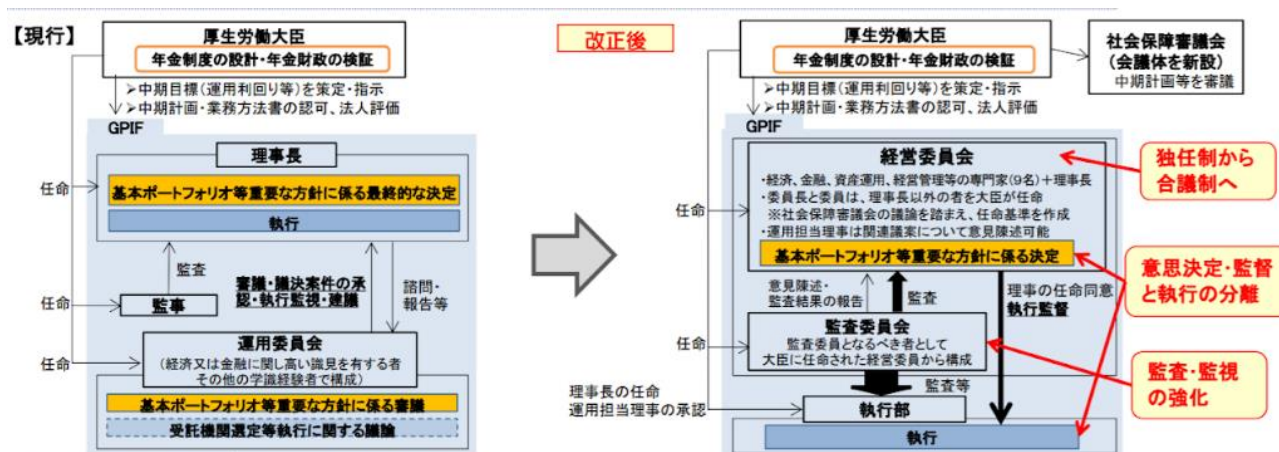 【現行】
厚生労働大臣
年金制度の設計・年金財政の検証
➢中期目標(運用利回り等)を策定・指示
➢中期計画・業務方法書の認可、法人評価
GPIF
理事長
任命
基本ポートフォリオ等重要な方針に係る最終的な決定
執行
監査
審議・議決案件の承
認・執行監視・建議
諮問・
報告等
任命
監事
運用委員会
任命
(経済又は金融に関し高い識見を有する者
その他の学識経験者で構成)
基本ポートフォリオ等重要な方針に係る審議
受託機関選定等執行に関する議論
改正後
厚生労働大臣
年金制度の設計・年金財政の検証
社会保障審議会
(会議体を新設)
中期計画等を審議
➢中期目標(運用利回り等)を策定・指示
➢中期計画・業務方法書の認可、法人評価
GPIF
経営委員会
独任制から
合議制へ
・経済、金融、資産運用、経営管理等の専門家(9名)+理事長
・委員長と委員は、理事長以外の者を大臣が任命
※社会保障審議会の議論を踏まえ、任命基準を作成
・運用担当理事は関連議案について意見陳述可能
任命
基本ポートフォリオ等重要な方針に係る決定
意思決定・監督
と執行の分離
意見陳述・
監査結果の報告
監査
理事の任命同意
執行監督
監査委員会
任命
監査委員となるべき者として
大臣に任命された経営委員から構成
監査・監視
の強化
監査等
理事長の任命
運用担当理事の承認
執行部
執行